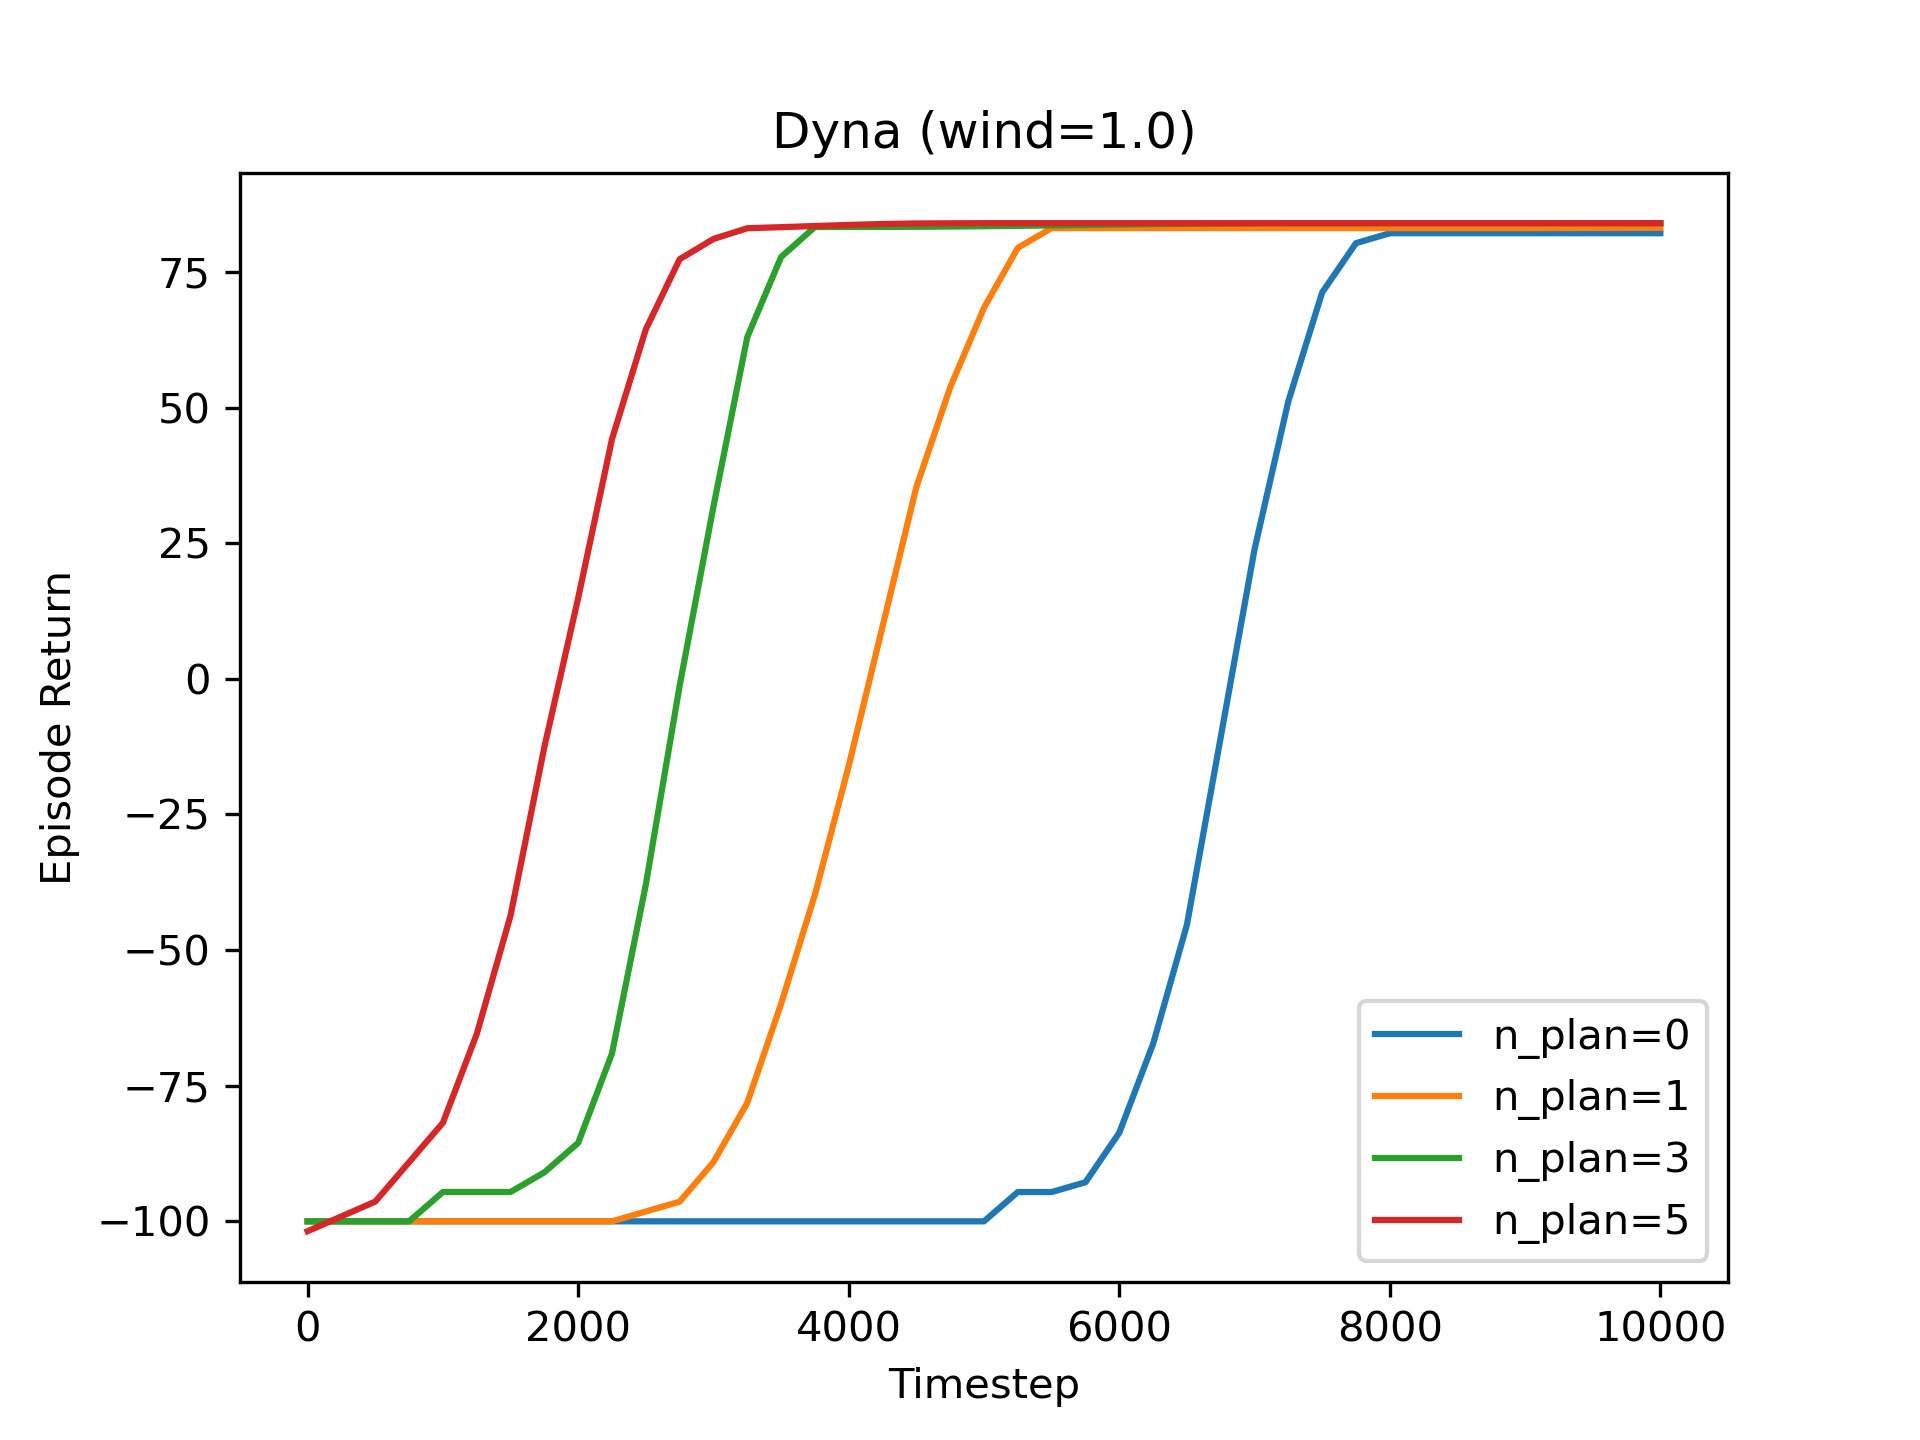 Dyna (wind=1.0)
75
50
25
0
−25
−50
−75
−100
Episode Return
n_plan=0
n_plan=1
n_plan=3
n_plan=5
0 2000 4000 6000 8000 10000
Timestep